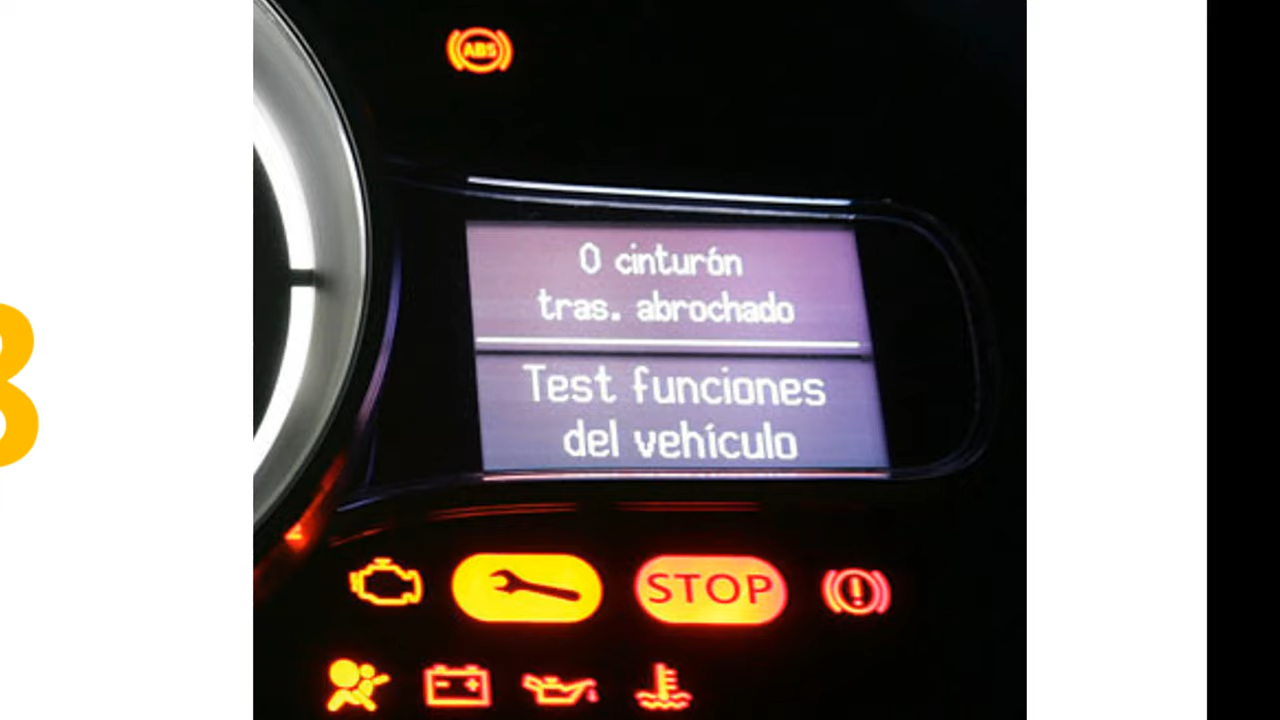 ABS
0 cinturón
tras. abrochado
Test funciones
del vehículo
STOP